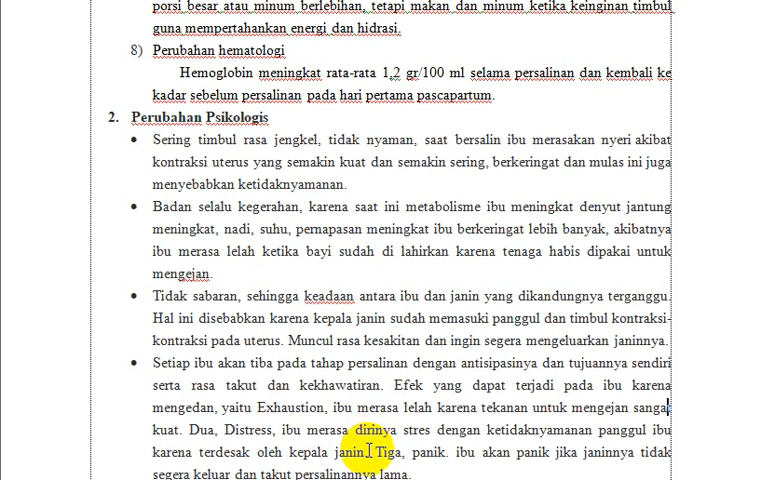 porsi besar atau minum berlebihan, tetapi makan dan minum ketika keinginan timbul
guna mempertahankan energi dan hidrasi.
8) Perubahan hematologi
Hemoglobin meningkat rata-rata 1,2 gr/100 ml selama persalinan dan kembali ke
kadar sebelum persalinan pada hari pertama pascapartum.
2. Perubahan Psikologis
• Sering timbul rasa jengkel, tidak nyaman, saat bersalin ibu merasakan nyeri akibat
kontraksi uterus yang semakin kuat dan semakin sering, berkeringat dan mulas ini juga
menyebabkan ketidaknyamanan.
• Badan selalu kegerahan, karena saat ini metabolisme ibu meningkat denyut jantung
meningkat, nadi, suhu, pernapasan meningkat ibu berkeringat lebih banyak, akibatnya
ibu merasa lelah ketika bayi sudah di lahirkan karena tenaga habis dipakai untuk
mengejan.
• Tidak sabaran, sehingga keadaan antara ibu dan janin yang dikandungnya terganggu.
Hal ini disebabkan karena kepala janin sudah memasuki panggul dan timbul kontraksi-
kontraksi pada uterus. Muncul rasa kesakitan dan ingin segera mengeluarkan janinnya.
• Setiap ibu akan tiba pada tahap persalinan dengan antisipasinya dan tujuannya sendiri
serta rasa takut dan kekhawatiran. Efek yang dapat terjadi pada ibu karena
mengedan, yaitu Exhaustion, ibu merasa lelah karena tekanan untuk mengejan sangat
kuat. Dua, Distress, ibu merasa dirinya stres dengan ketidaknyamanan panggul ibu
karena terdesak oleh kepala janin. Tiga, panik. ibu akan panik jika janinnya tidak
segera keluar dan takut persalinannya lama.